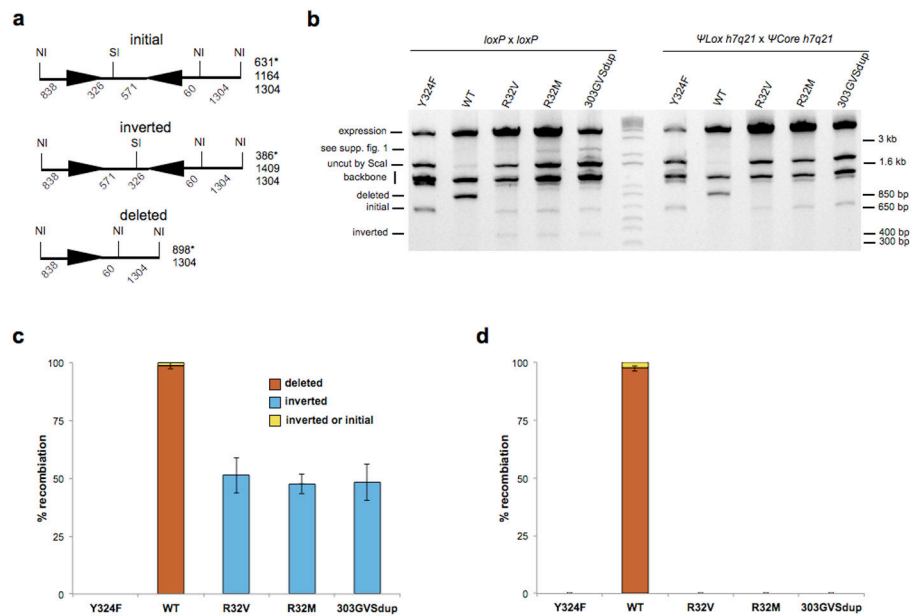 a
initial
NI SI NI NI
838 326 571 60 1304
631*
1164
1304
inverted
NI SI NI NI
838 571 326 60 1304
386*
1409
1304
deleted
NI NI NI
838 60 1304
898*
1304
b
loxP x loxP
ΨLox h7q21 x ΨCore h7q21
Y324F WT R32V R32M 303GVSdup
Y324F WT R32V R32M 303GVSdup
expression
see supp. fig. 1
uncut by ScaI
backbone
deleted
initial
inverted
3 kb
1.6 kb
850 bp
650 bp
400 bp
300 bp
c
% recombiation
100
75
50
25
0
deleted
inverted
inverted or initial
Y324F WT R32V R32M 303GVSdup
d
% recombiation
100
75
50
25
0
Y324F WT R32V R32M 303GVSdup